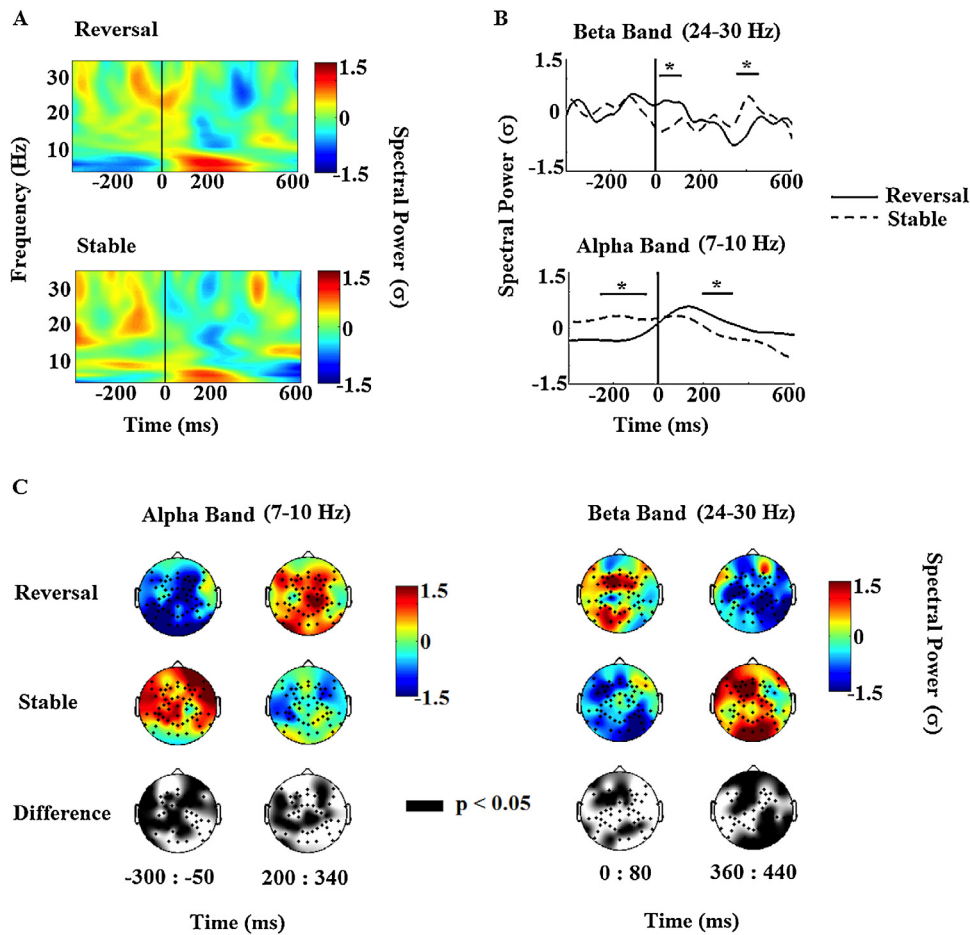 A
Reversal
30
20
10
-200 0 200 600
1.5
0
-1.5
Stable
30
20
10
-200 0 200 600
1.5
0
-1.5
Frequency (Hz)
Time (ms)
Spectral Power (σ)
B
Beta Band (24-30 Hz)
1.5
0
-1.5
* *
-200 0 200 600
Reversal
Stable
Alpha Band (7-10 Hz)
1.5
0
-1.5
* *
-200 0 200 600
Spectral Power (σ)
Time (ms)
C
Alpha Band (7-10 Hz)
Beta Band (24-30 Hz)
Reversal
Stable
Difference
1.5
0
-1.5
1.5
0
-1.5
Spectral Power (σ)
p < 0.05
-300 : -50 200 : 340
0 : 80 360 : 440
Time (ms)
Time (ms)